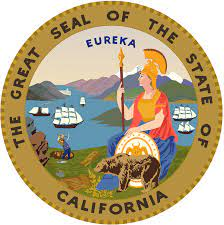 THE GREAT SEAL OF THE STATE OF CALIFORNIA
EUREKA